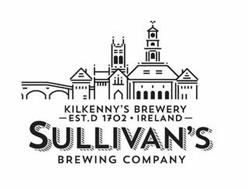 KILKENNY'S BREWERY
EST.D 1702 • IRELAND
SULLIVAN'S
BREWING COMPANY